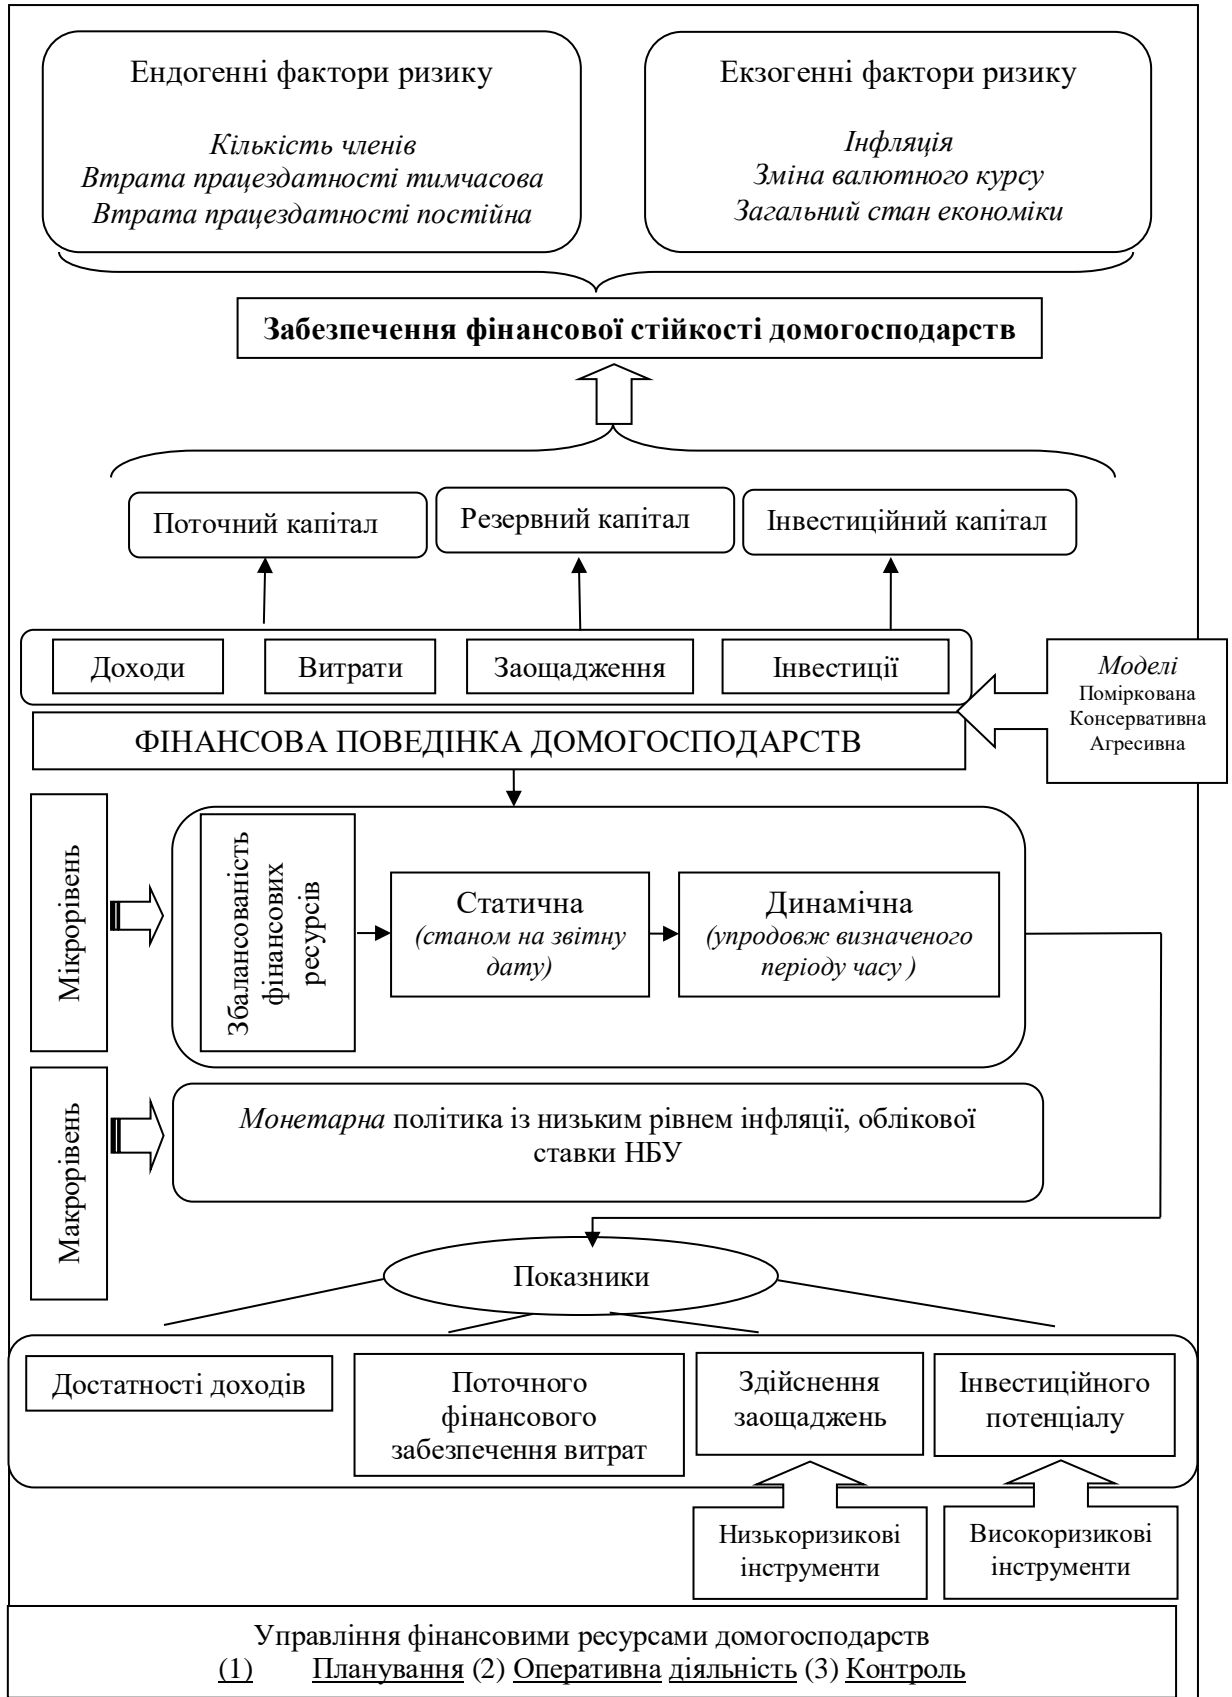 Ендогенні фактори ризику
Кількість членів
Втрата працездатності тимчасова
Втрата працездатності постійна
Екзогенні фактори ризику
Інфляція
Зміна валютного курсу
Загальний стан економіки
Забезпечення фінансової стійкості домогосподарств
Поточний капітал
Резервний капітал
Інвестиційний капітал
Доходи
Витрати
Заощадження
Інвестиції
Моделі
Поміркована
Консервативна
Агресивна
ФІНАНСОВА ПОВЕДІНКА ДОМОГОСПОДАРСТВ
Мікрорівень
Збалансованість
фінансових
ресурсів
Статична
(станом на звітну
дату)
Динамічна
(упродовж визначеного
періоду часу )
Макрорівень
Монетарна політика із низьким рівнем інфляції, облікової
ставки НБУ
Показники
Достатності доходів
Поточного
фінансового
забезпечення витрат
Здійснення
заощаджень
Інвестиційного
потенціалу
Низькоризикові
інструменти
Високоризикові
інструменти
Управління фінансовими ресурсами домогосподарств
(1) Планування (2) Оперативна діяльність (3) Контроль